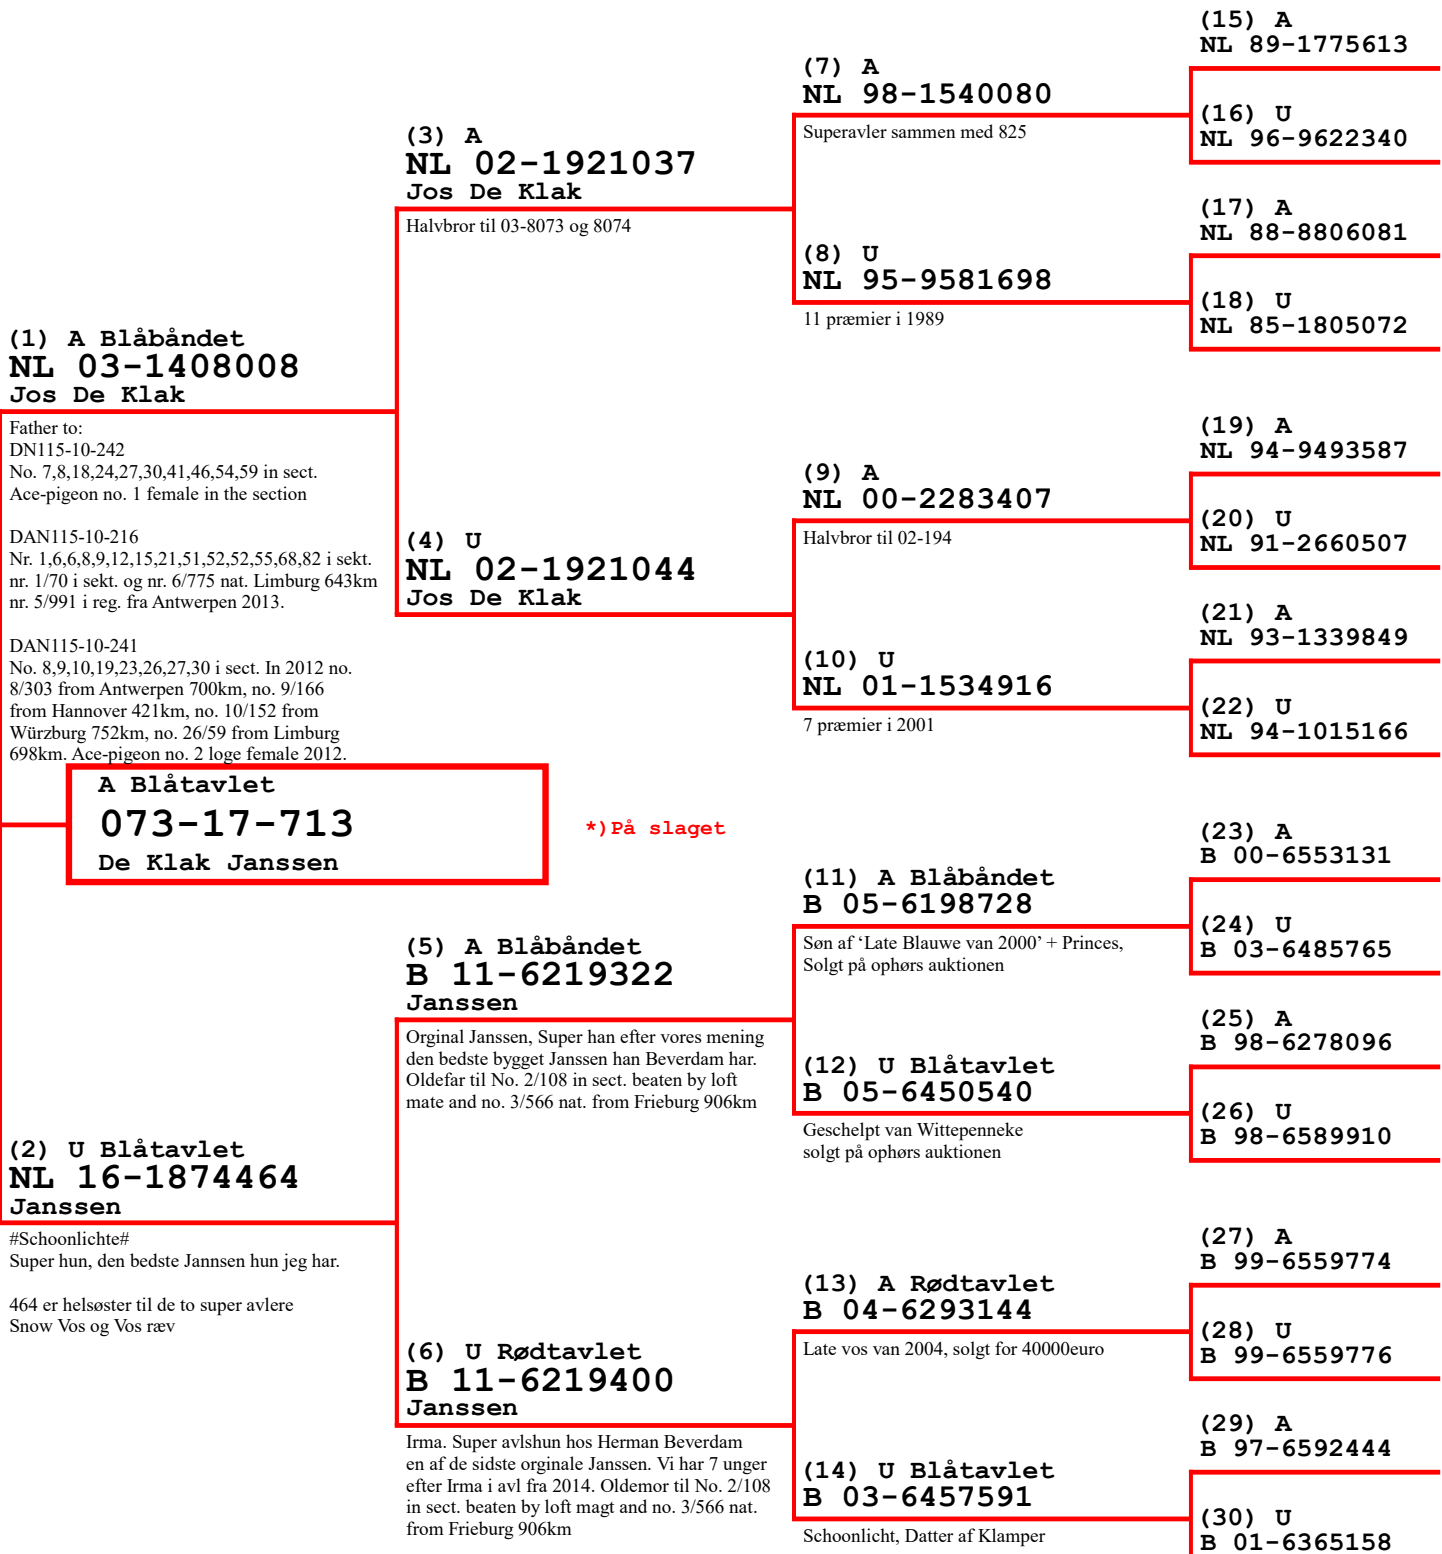 (1) A Blåbåndet
NL 03-1408008
Jos De Klak
Father to:
DN115-10-242
No. 7,8,18,24,27,30,41,46,54,59 in sect.
Ace-pigeon no. 1 female in the section
DAN115-10-216
Nr. 1,6,6,8,9,12,15,21,51,52,52,55,68,82 i sekt.
nr. 1/70 i sekt. og nr. 6/775 nat. Limburg 643km
nr. 5/991 i reg. fra Antwerpen 2013.
DAN115-10-241
No. 8,9,10,19,23,26,27,30 i sect. In 2012 no.
8/303 from Antwerpen 700km, no. 9/166
from Hannover 421km, no. 10/152 from
Würzburg 752km, no. 26/59 from Limburg
698km. Ace-pigeon no. 2 loge female 2012.
A Blåtavlet
073-17-713
De Klak Janssen
*)På slaget
(2) U Blåtavlet
NL 16-1874464
Janssen
#Schoonlichte#
Super hun, den bedste Jannsen hun jeg har.
464 er helsøster til de to super avlere
Snow Vos og Vos ræv
(3) A
NL 02-1921037
Jos De Klak
Halvbror til 03-8073 og 8074
(4) U
NL 02-1921044
Jos De Klak
(5) A Blåbåndet
B 11-6219322
Janssen
Orginal Janssen, Super han efter vores mening
den bedste bygget Janssen han Beverdam har.
Oldefar til No. 2/108 in sect. beaten by loft
mate and no. 3/566 nat. from Frieburg 906km
(6) U Rødtavlet
B 11-6219400
Janssen
Irma. Super avlshun hos Herman Beverdam
en af de sidste orginale Janssen. Vi har 7 unger
efter Irma i avl fra 2014. Oldemor til No. 2/108
in sect. beaten by loft magt and no. 3/566 nat.
from Frieburg 906km
(7) A
NL 98-1540080
Superavler sammen med 825
(8) U
NL 95-9581698
11 præmier i 1989
(9) A
NL 00-2283407
Halvbror til 02-194
(10) U
NL 01-1534916
7 præmier i 2001
(11) A Blåbåndet
B 05-6198728
Søn af ‘Late Blauwe van 2000’ + Princes,
Solgt på ophørs auktionen
(12) U Blåtavlet
B 05-6450540
Geschelpt van Wittepenneke
solgt på ophørs auktionen
(13) A Rødtavlet
B 04-6293144
Late vos van 2004, solgt for 40000euro
(14) U Blåtavlet
B 03-6457591
Schoonlicht, Datter af Klamper
(15) A
NL 89-1775613
(16) U
NL 96-9622340
(17) A
NL 88-8806081
(18) U
NL 85-1805072
(19) A
NL 94-9493587
(20) U
NL 91-2660507
(21) A
NL 93-1339849
(22) U
NL 94-1015166
(23) A
B 00-6553131
(24) U
B 03-6485765
(25) A
B 98-6278096
(26) U
B 98-6589910
(27) A
B 99-6559774
(28) U
B 99-6559776
(29) A
B 97-6592444
(30) U
B 01-6365158